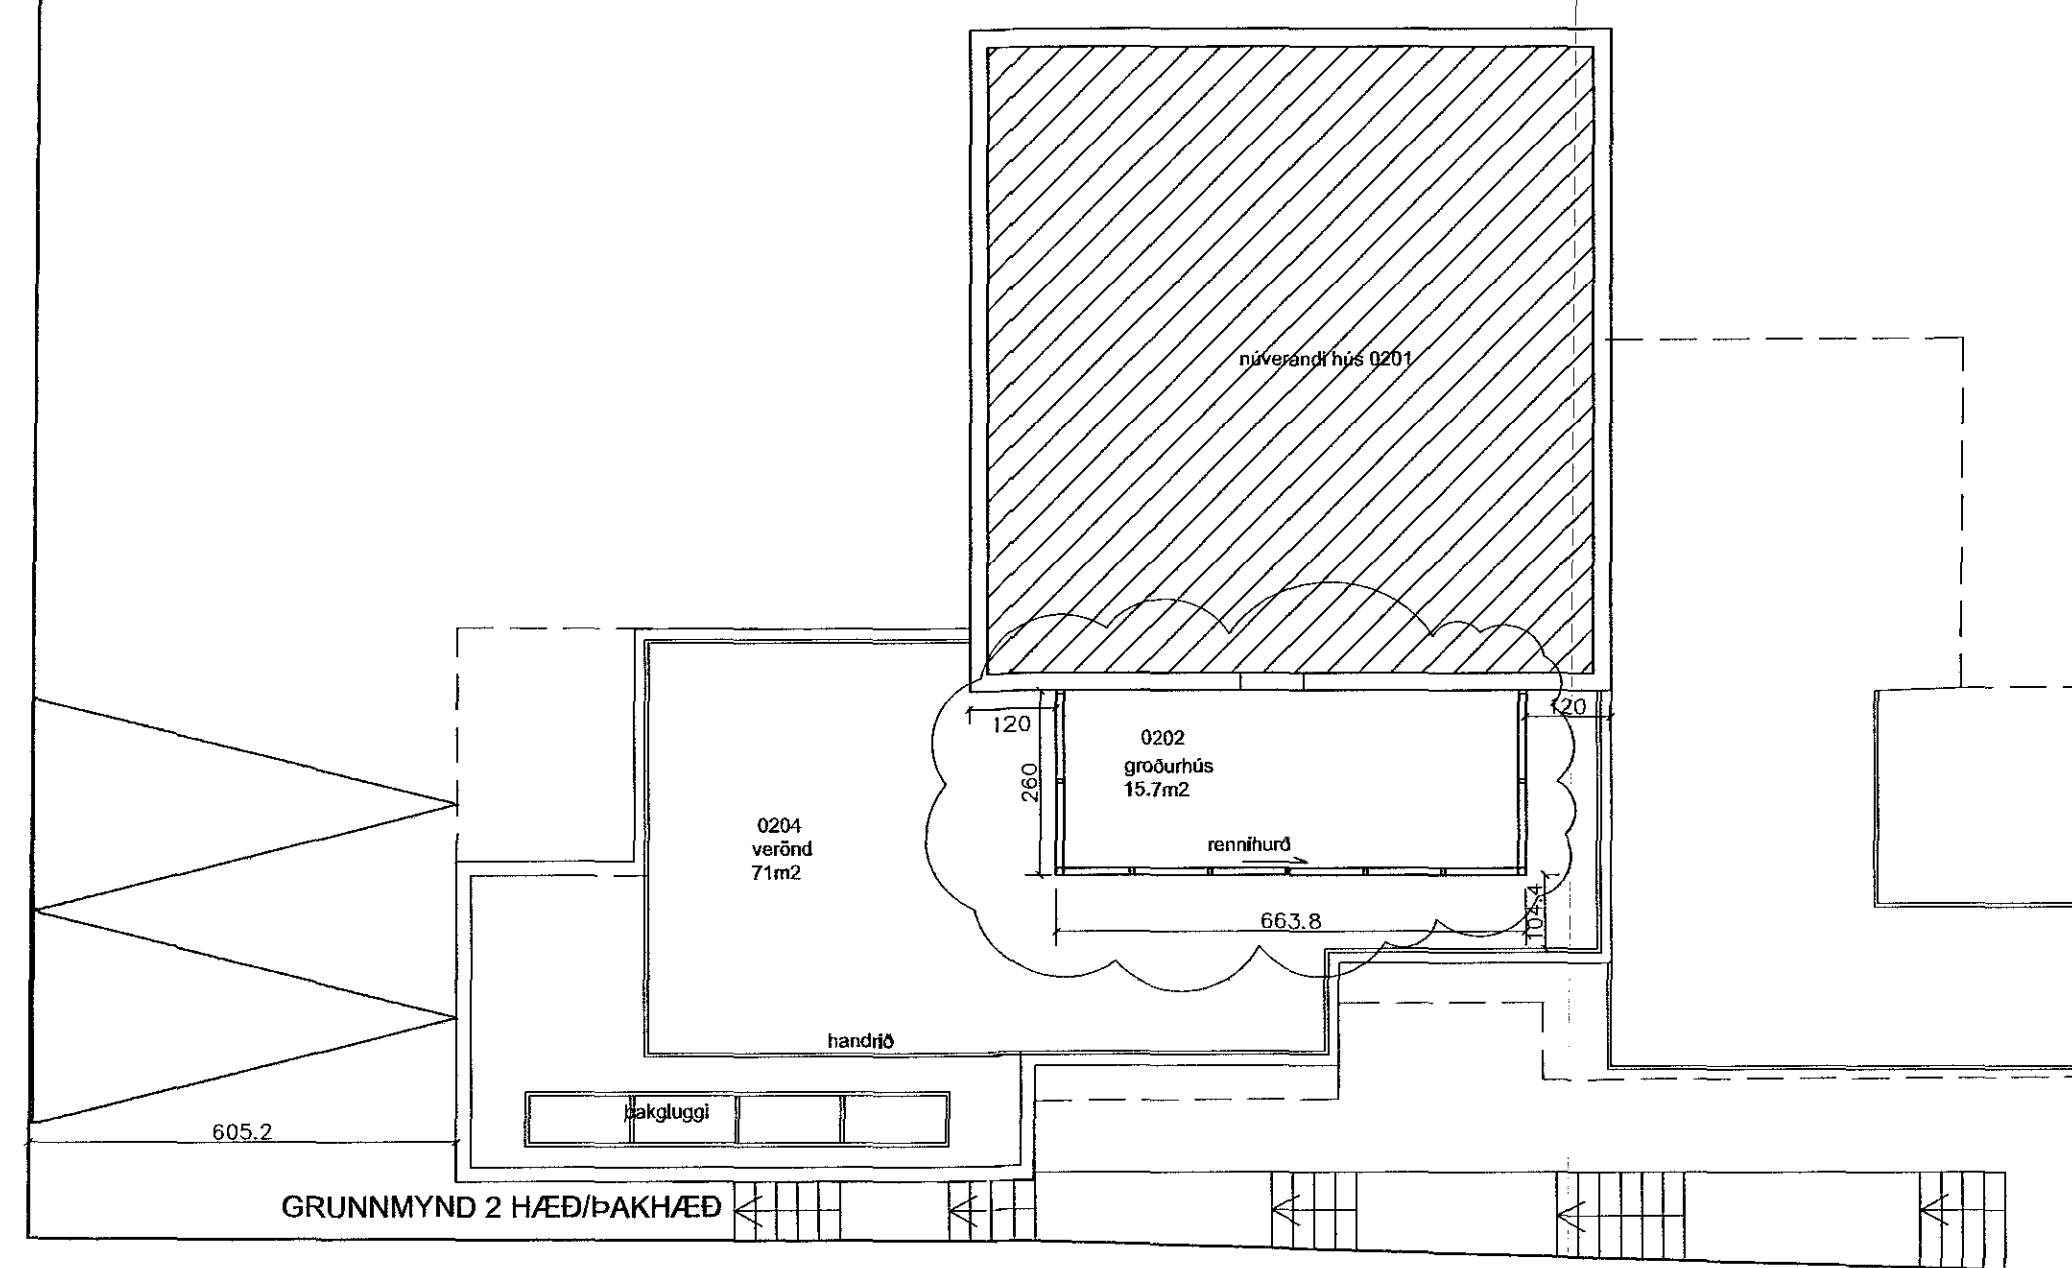 núverandi hús 0201
120
120
0202
groðurhús
15.7m2
260
0204
verönd
71m2
rennihurð
104.4
663.8
handrið
þakgluggi
605.2
GRUNNMYND 2 HÆÐ/ÞAKHÆÐ